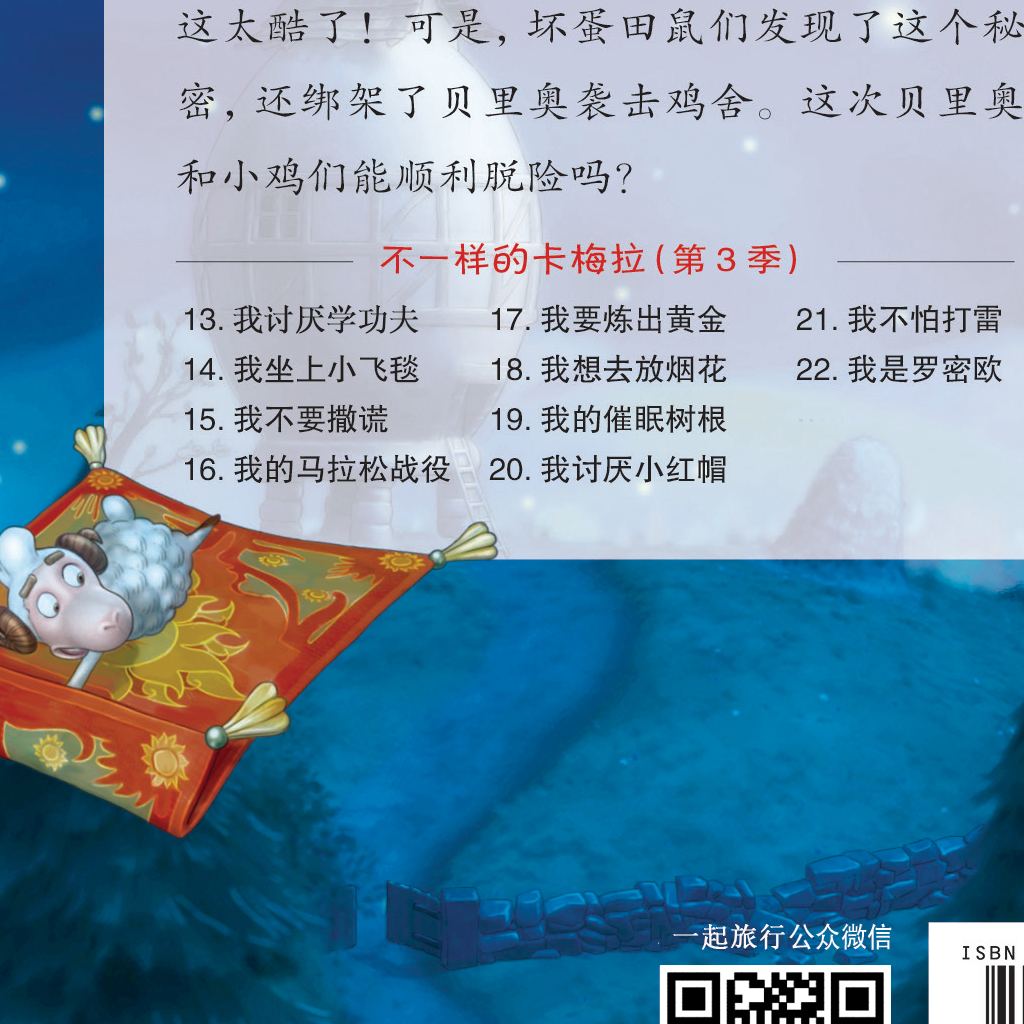 这太酷了！可是，坏蛋田鼠们发现了这个秘
密，还绑架了贝里奥袭击鸡舍。这次贝里奥
和小鸡们能顺利脱险吗？
不一样的卡梅拉（第3季）
13. 我讨厌学功夫 17. 我要炼出黄金 21. 我不怕打雷
14. 我坐上小飞毯 18. 我想去放烟花 22. 我是罗密欧
15. 我不要撒谎 19. 我的催眠树根
16. 我的马拉松战役 20. 我讨厌小红帽
一起旅行公众微信
ISBN